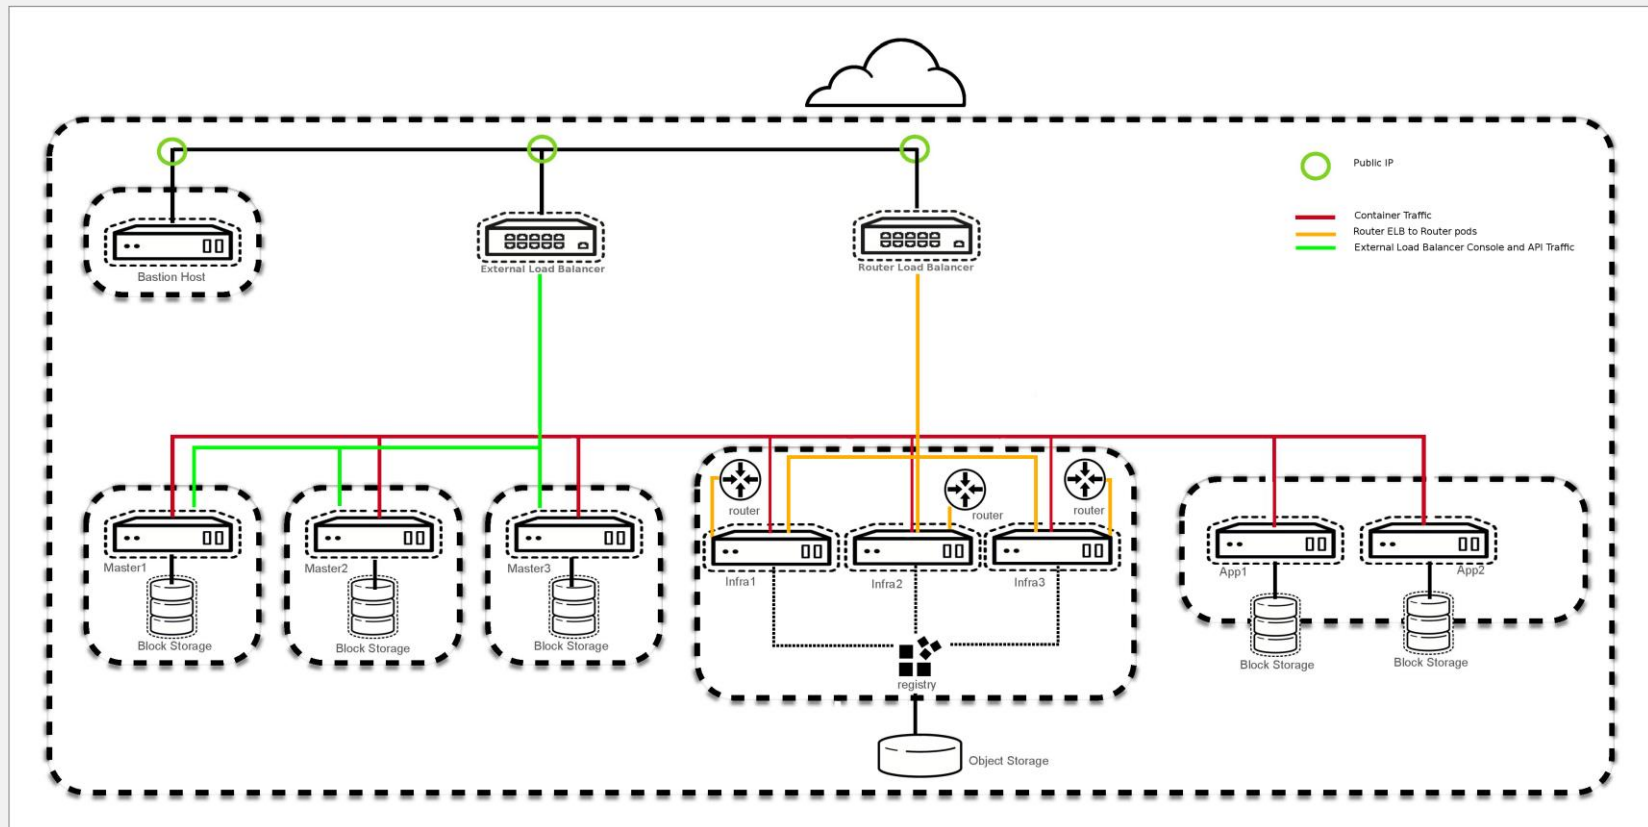 Public IP
Container Traffic
Router ELB to Router pods
External Load Balancer Console and API Traffic
Bastion Host
External Load Balancer
Router Load Balancer
router
router
router
Master1
Master2
Master3
Infra1
Infra2
Infra3
App1
App2
Block Storage
Block Storage
Block Storage
Block Storage
Block Storage
registry
Object Storage